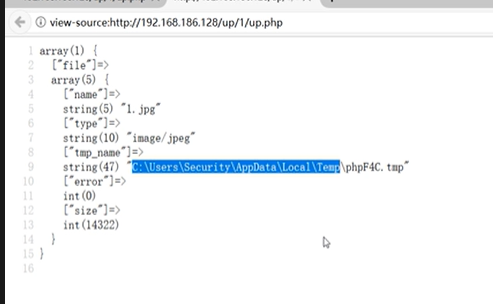 view-source:http://192.168.186.128/up/1/up.php
1 array(1) {
2 ["file"]=>
3 array(5) {
4 ["name"]=>
5 string(5) "1.jpg"
6 ["type"]=>
7 string(10) "image/jpeg"
8 ["tmp_name"]=>
9 string(47) "C:\Users\Security\AppData\Local\Temp\phpF4C.tmp"
10 ["error"]=>
11 int(0)
12 ["size"]=>
13 int(14322)
14 }
15 }
16